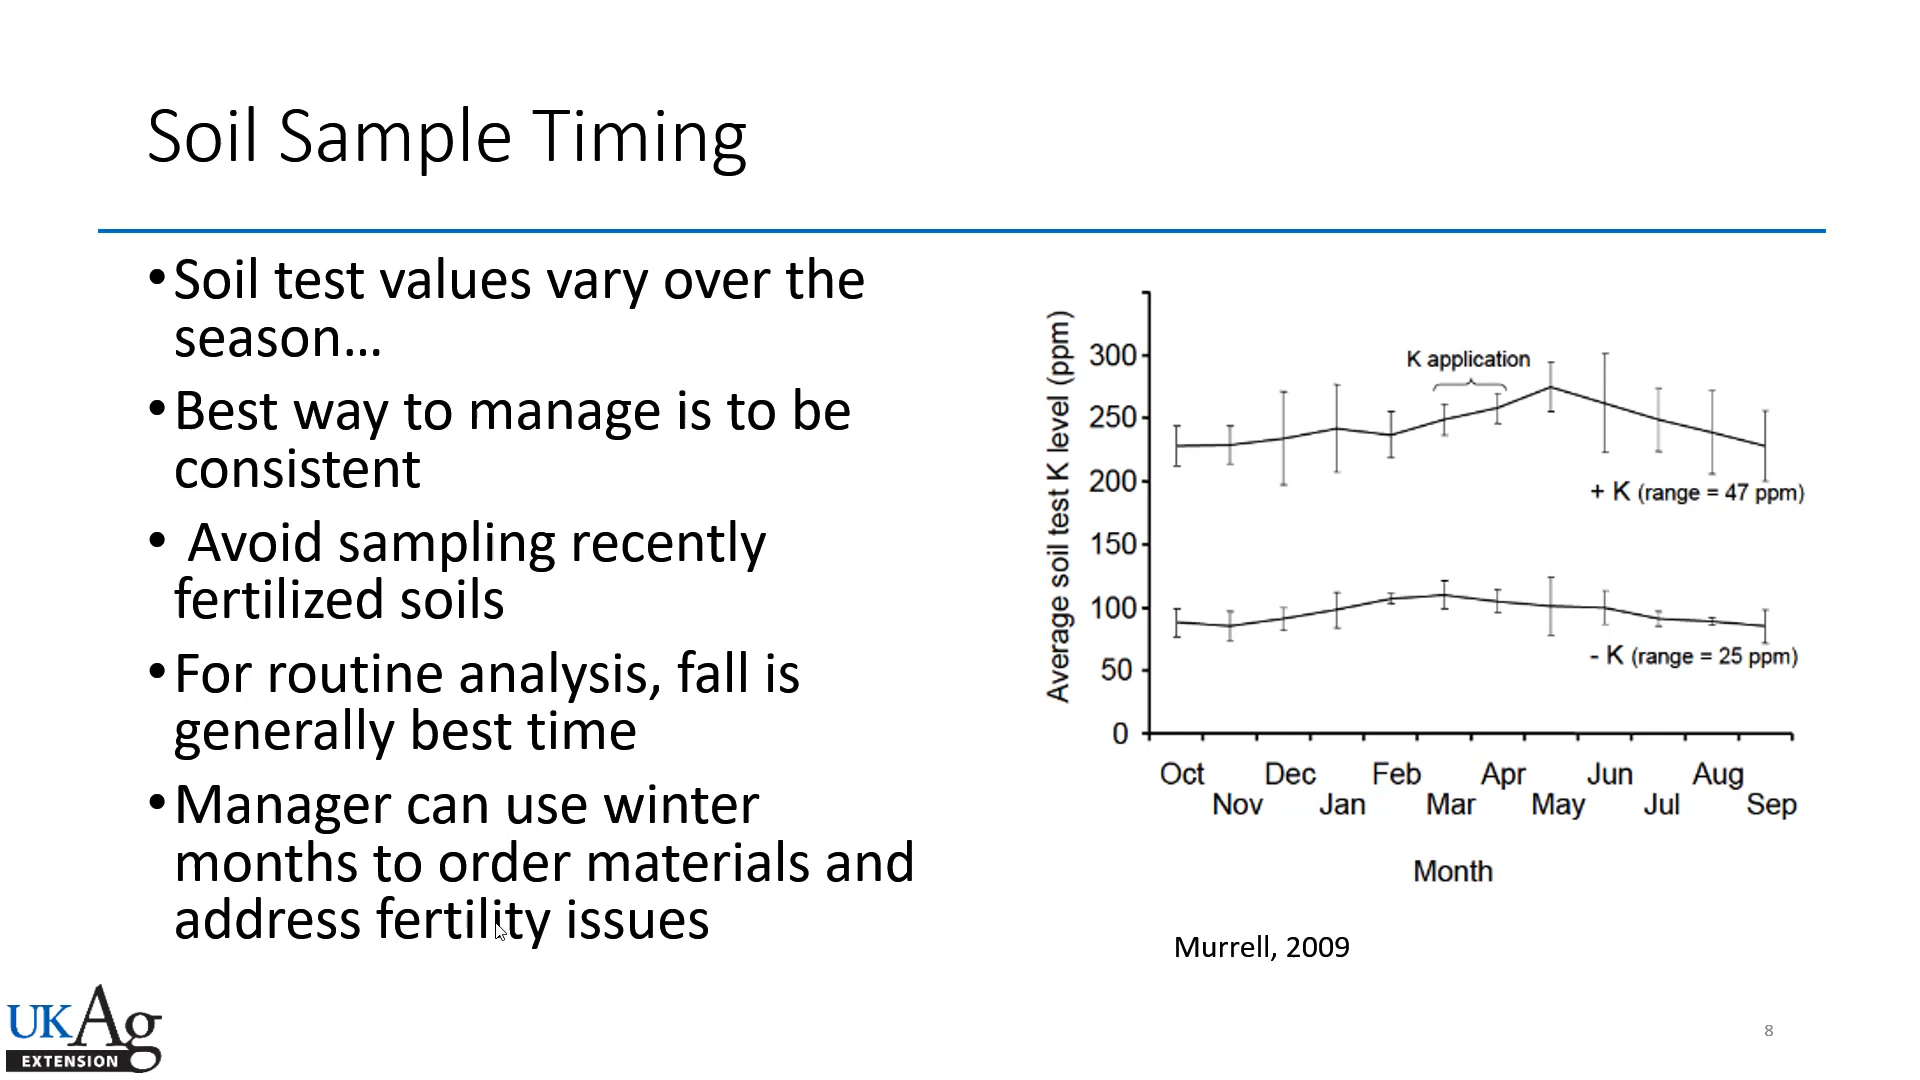 Soil Sample Timing
•Soil test values vary over the
season…
•Best way to manage is to be
consistent
• Avoid sampling recently
fertilized soils
•For routine analysis, fall is
generally best time
•Manager can use winter
months to order materials and
address fertility issues
Average soil test K level (ppm)
300
250
200
150
100
50
0
K application
+ K (range = 47 ppm)
- K (range = 25 ppm)
Oct Dec Feb Apr Jun Aug
Nov Jan Mar May Jul Sep
Month
Murrell, 2009
UKAg
EXTENSION
8